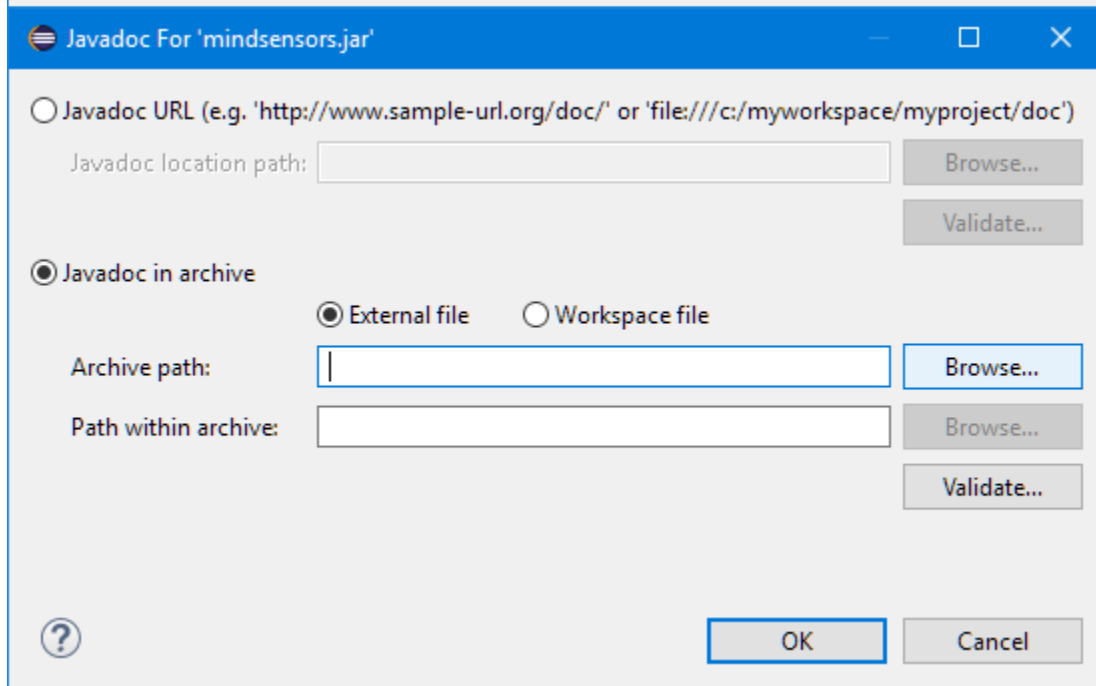 Javadoc For 'mindsensors.jar'
Javadoc URL (e.g. 'http://www.sample-url.org/doc/' or 'file:///c:/myworkspace/myproject/doc')
Javadoc location path: Browse...
Validate...
Javadoc in archive
External file Workspace file
Archive path: Browse...
Path within archive: Browse...
Validate...
? OK Cancel